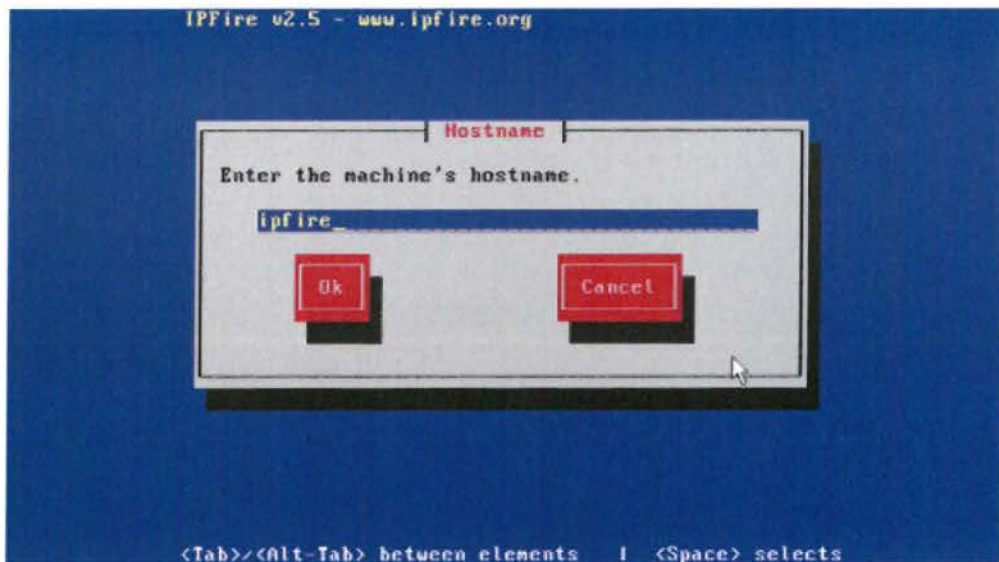 IPFire v2.5 - www.ipfire.org
Hostname
Enter the machine's hostname.
ipfire_
Ok
Cancel
<Tab>/<Alt-Tab> between elements | <Space> selects